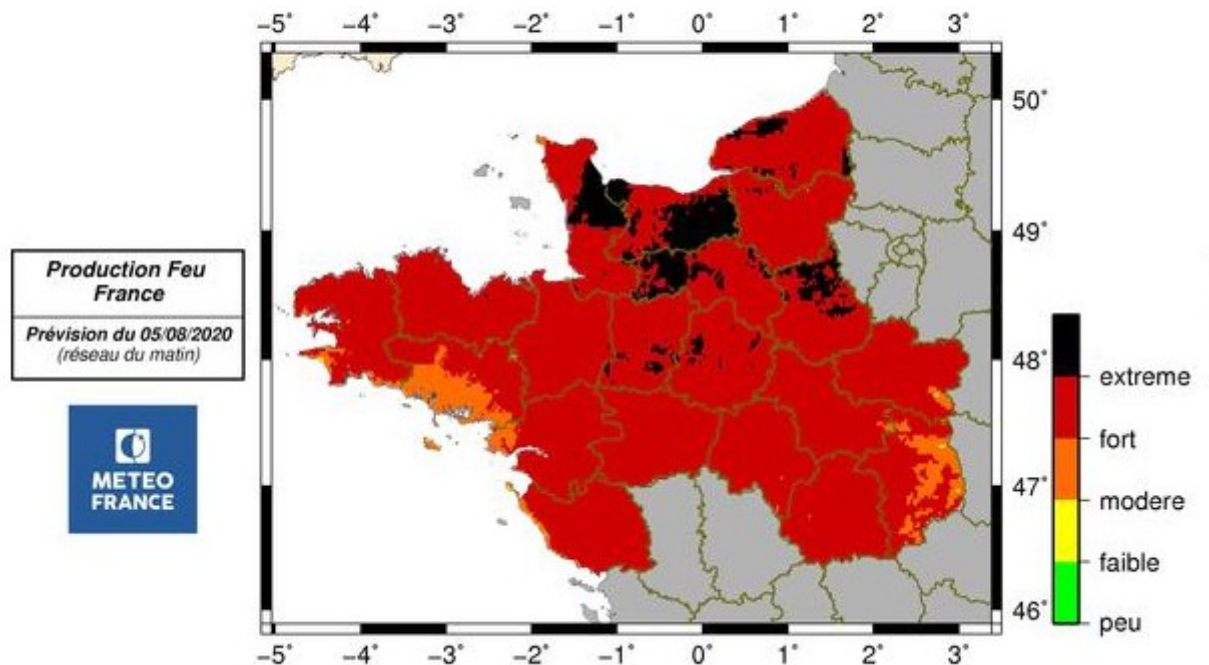 −5˚ −4˚ −3˚ −2˚ −1˚ 0˚ 1˚ 2˚ 3˚
50˚
49˚
Production Feu
France
Prévision du 05/08/2020
(réseau du matin)
48˚
extreme
fort
METEO
FRANCE
47˚
modere
faible
46˚
peu
−5˚ −4˚ −3˚ −2˚ −1˚ 0˚ 1˚ 2˚ 3˚